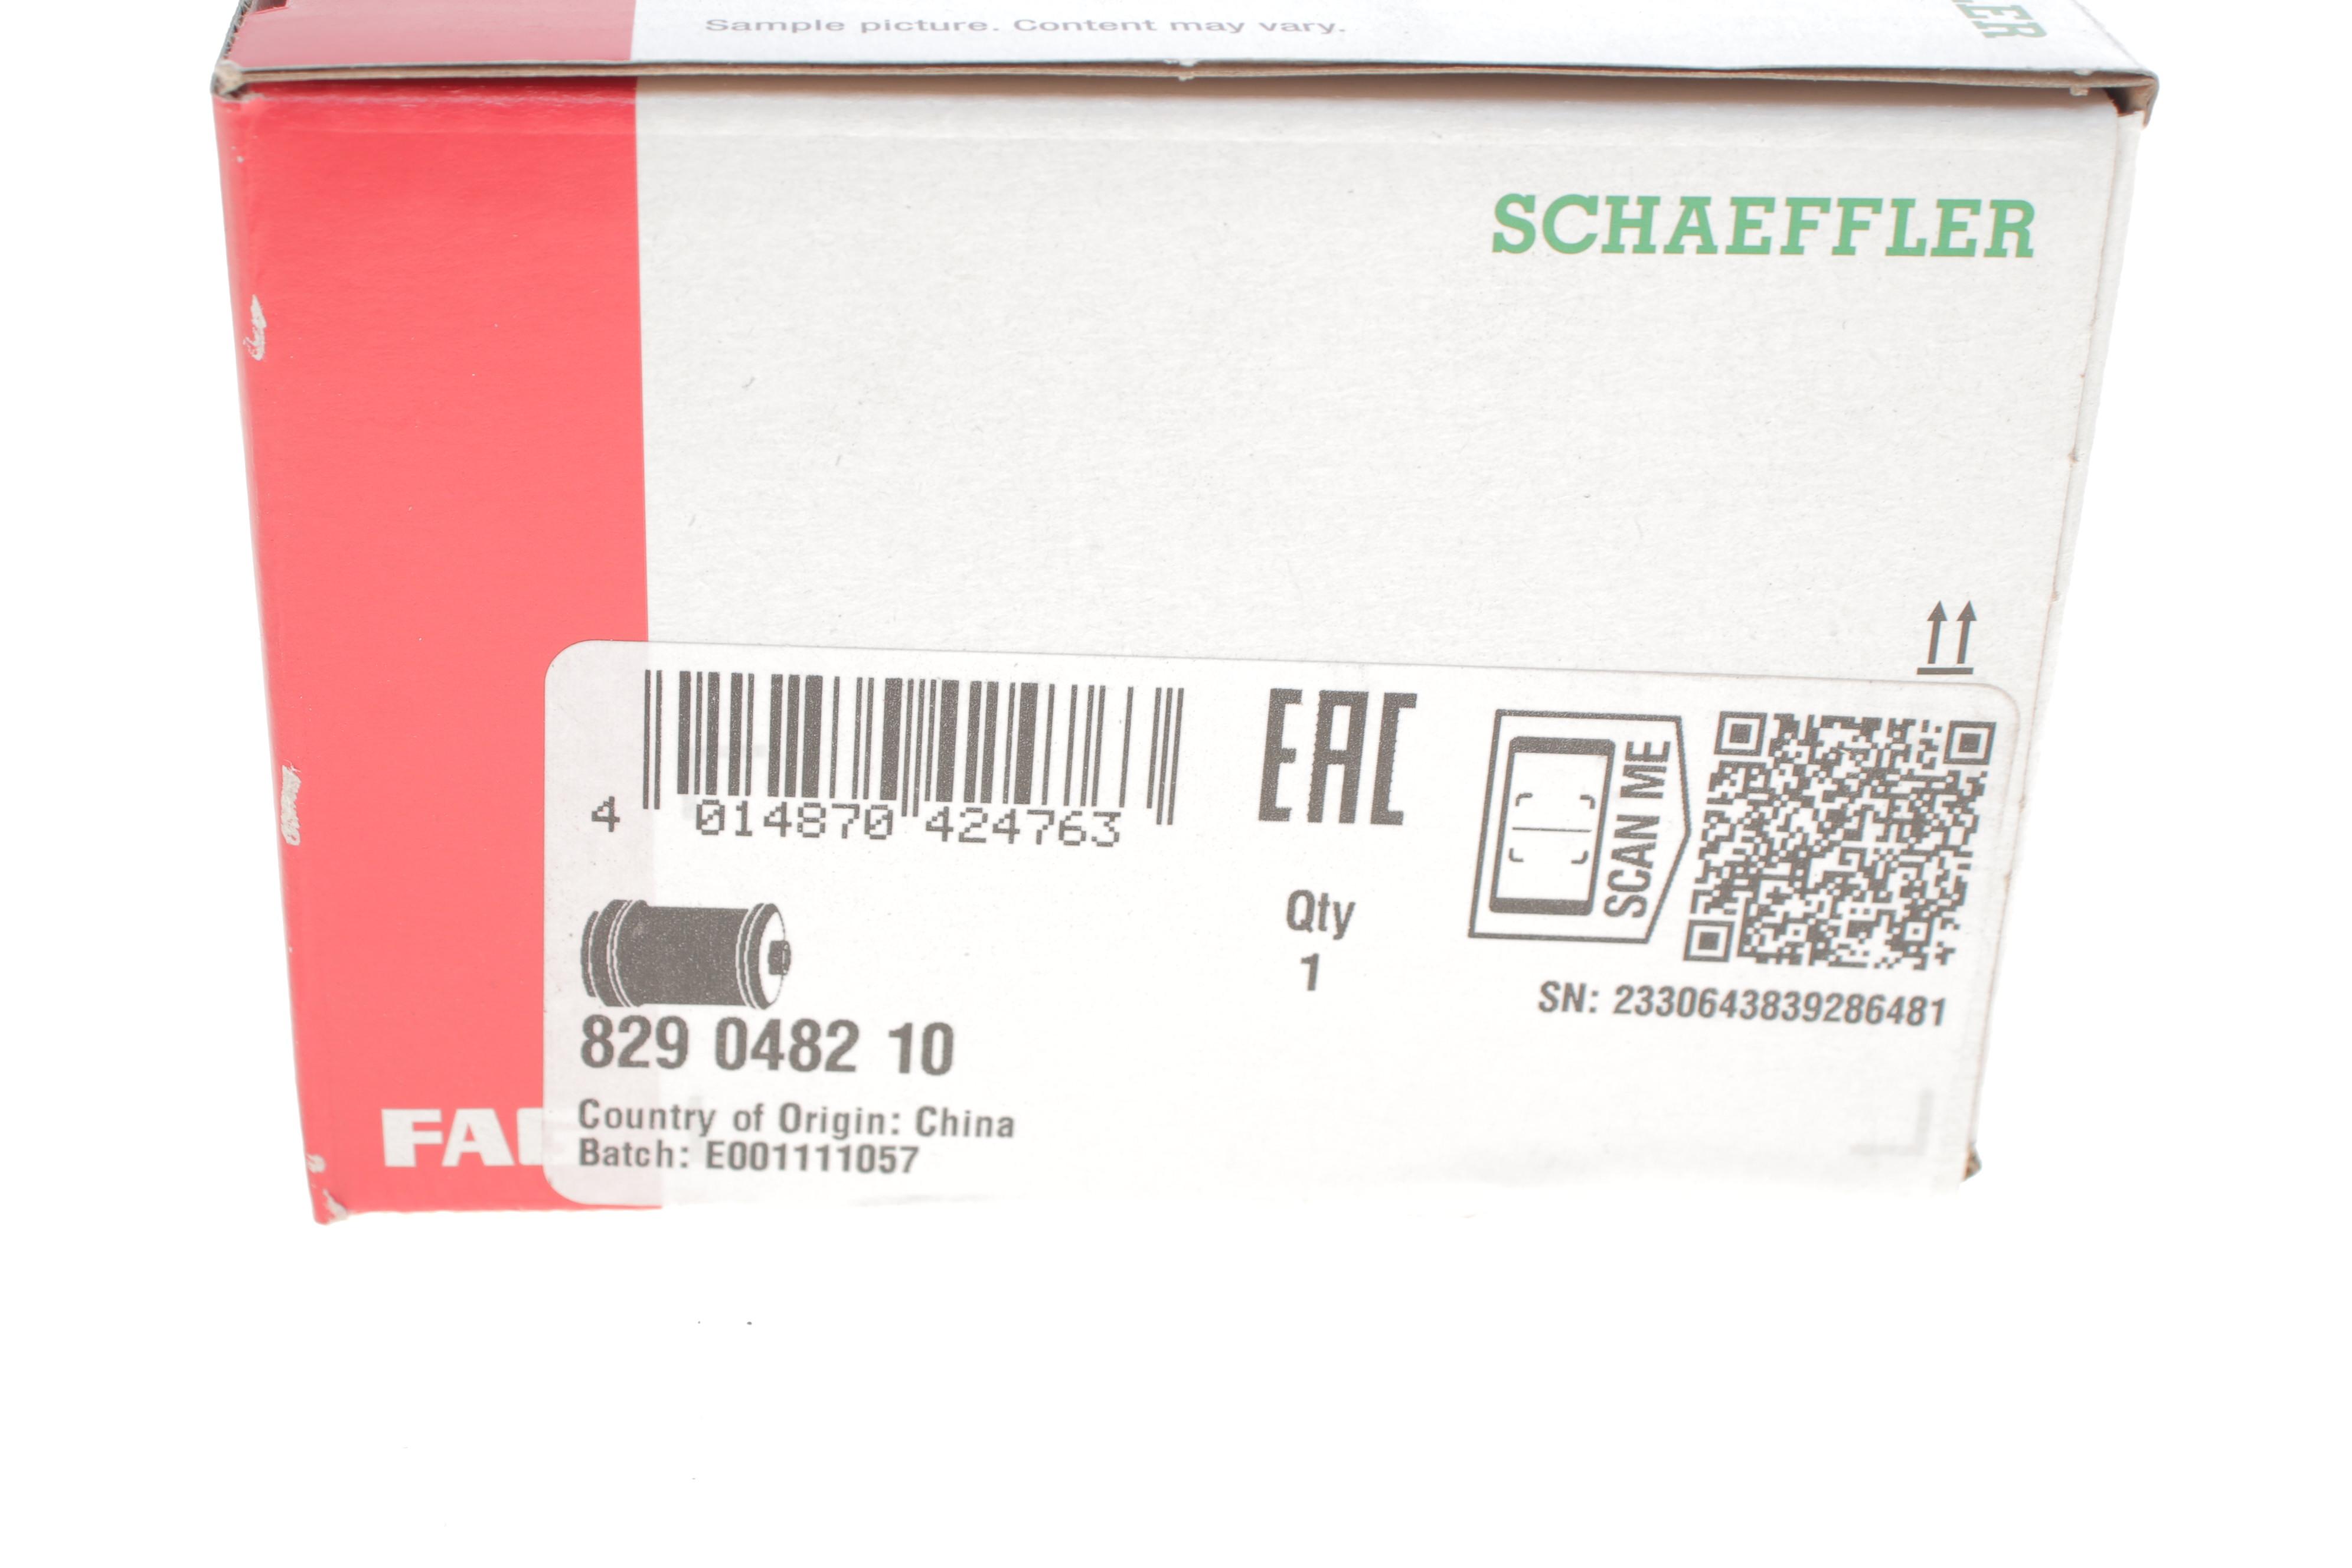 Sample picture. Content may vary.
SCHAEFFLER
4 014870 424763
EAC
SCAN ME
Qty
1
SN: 2330643839286481
829 0482 10
Country of Origin: China
Batch: E001111057